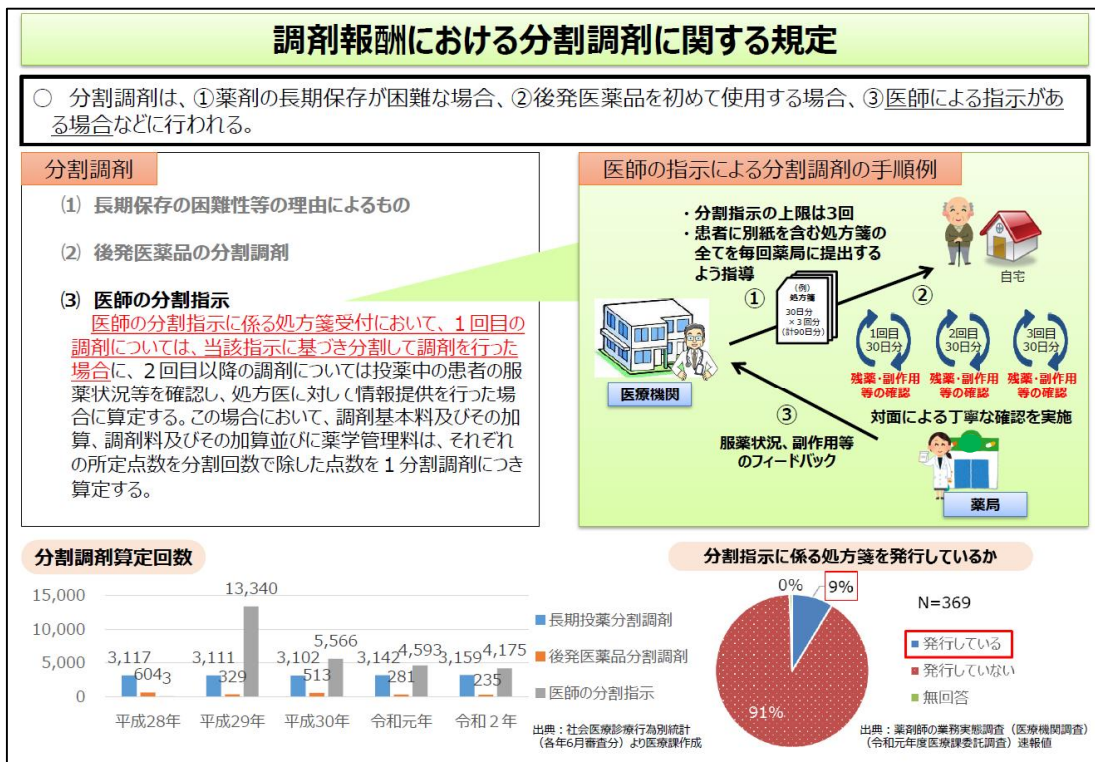 調剤報酬における分割調剤に関する規定
○ 分割調剤は、①薬剤の長期保存が困難な場合、②後発医薬品を初めて使用する場合、③医師による指示があ
る場合などに行われる。
分割調剤
(1) 長期保存の困難性等の理由によるもの
(2) 後発医薬品の分割調剤
(3) 医師の分割指示
医師の分割指示に係る処方箋受付において、1回目の
調剤については、当該指示に基づき分割して調剤を行った
場合に、2回目以降の調剤については投薬中の患者の服
薬状況等を確認し、処方医に対して情報提供を行った場
合に算定する。この場合において、調剤基本料及びその加
算、調剤料及びその加算並びに薬学管理料は、それぞれ
の所定点数を分割回数で除した点数を1分割調剤につき
算定する。
医師の指示による分割調剤の手順例
・分割指示の上限は3回
・患者に別紙を含む処方箋の
全てを毎回薬局に提出する
よう指導
①
(例)
処方箋
30日分
×3回分
(計90日分)
②
自宅
医療機関
1回目
30日分
2回目
30日分
3回目
30日分
残薬・副作用
等の確認
残薬・副作用
等の確認
残薬・副作用
等の確認
対面による丁寧な確認を実施
③
服薬状況、副作用等
のフィードバック
薬局
分割調剤算定回数
15,000
10,000
5,000
0
3,117
604
3
3,111
329
13,340
3,102
513
5,566
3,142
281
4,593
3,159
235
4,175
平成28年
平成29年
平成30年
令和元年
令和2年
長期投薬分割調剤
後発医薬品分割調剤
医師の分割指示
出典:社会医療診療行為別統計
(各年6月審査分)より医療課作成
分割指示に係る処方箋を発行しているか
0%
9%
91%
N=369
発行している
発行していない
無回答
出典:薬剤師の業務実態調査(医療機関調査)
(令和元年度医療課委託調査)速報値